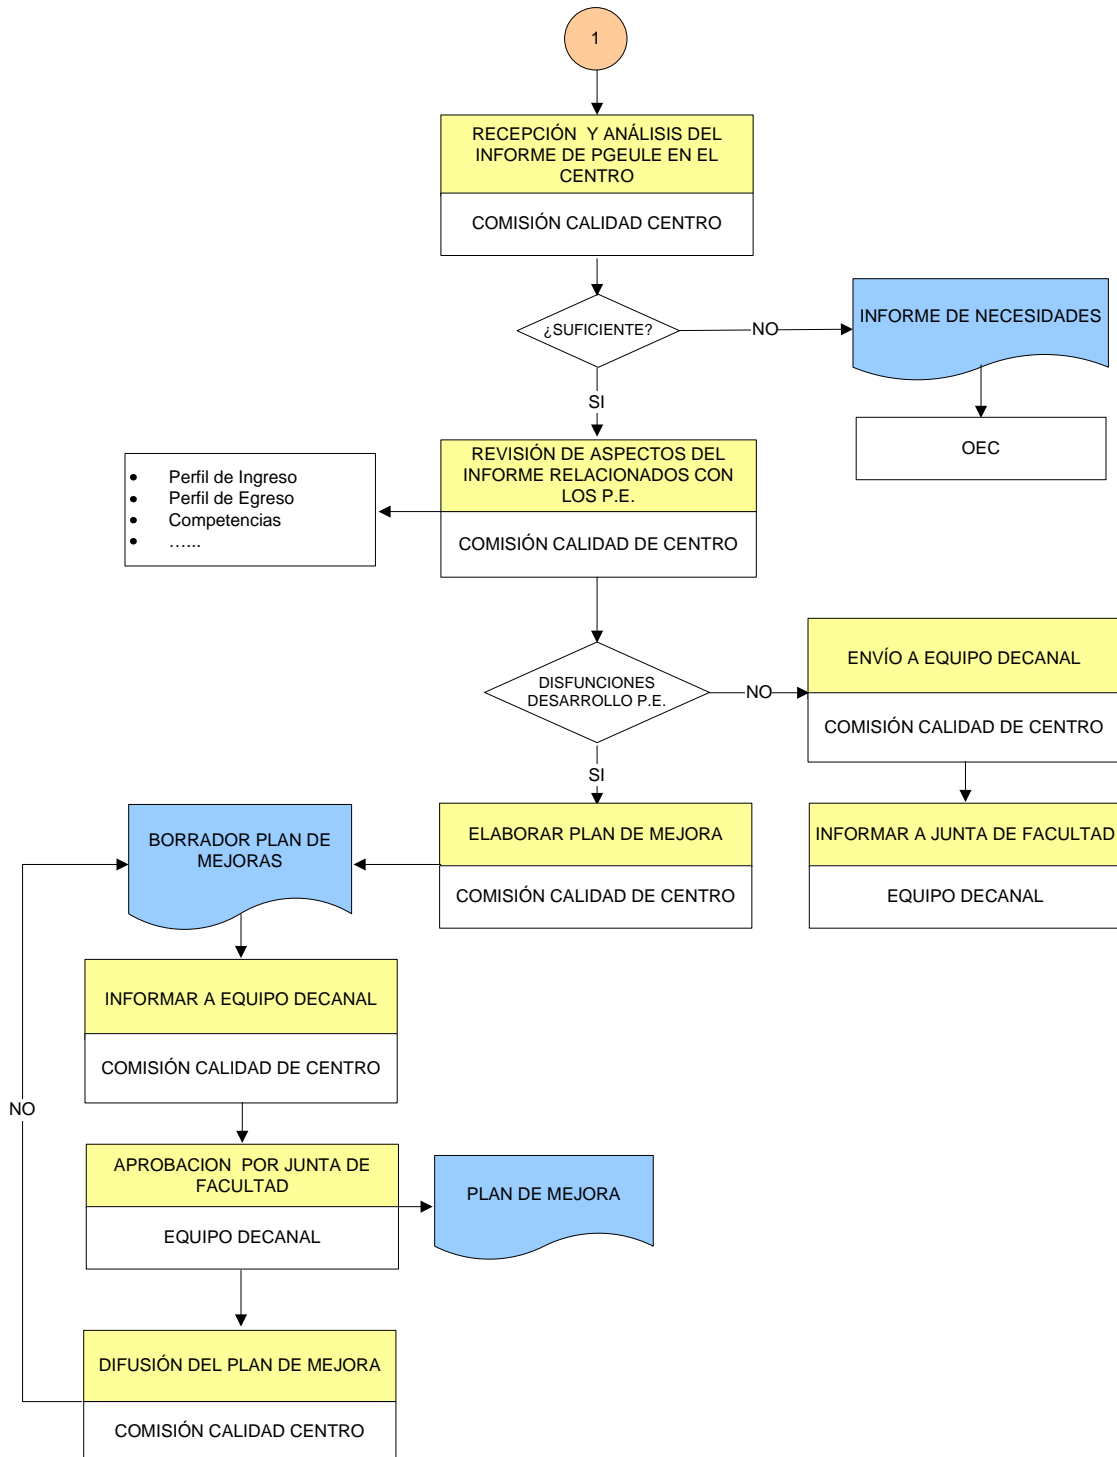 1
RECEPCIÓN Y ANÁLISIS DEL
INFORME DE PGEULE EN EL
CENTRO
COMISIÓN CALIDAD CENTRO
¿SUFICIENTE?
NO
INFORME DE NECESIDADES
OEC
SI
REVISIÓN DE ASPECTOS DEL
INFORME RELACIONADOS CON
LOS P.E.
COMISIÓN CALIDAD DE CENTRO
• Perfil de Ingreso
• Perfil de Egreso
• Competencias
• …...
DISFUNCIONES
DESARROLLO P.E.
NO
ENVÍO A EQUIPO DECANAL
COMISIÓN CALIDAD DE CENTRO
INFORMAR A JUNTA DE FACULTAD
EQUIPO DECANAL
SI
ELABORAR PLAN DE MEJORA
COMISIÓN CALIDAD DE CENTRO
BORRADOR PLAN DE
MEJORAS
INFORMAR A EQUIPO DECANAL
COMISIÓN CALIDAD DE CENTRO
NO
APROBACION POR JUNTA DE
FACULTAD
EQUIPO DECANAL
PLAN DE MEJORA
DIFUSIÓN DEL PLAN DE MEJORA
COMISIÓN CALIDAD CENTRO